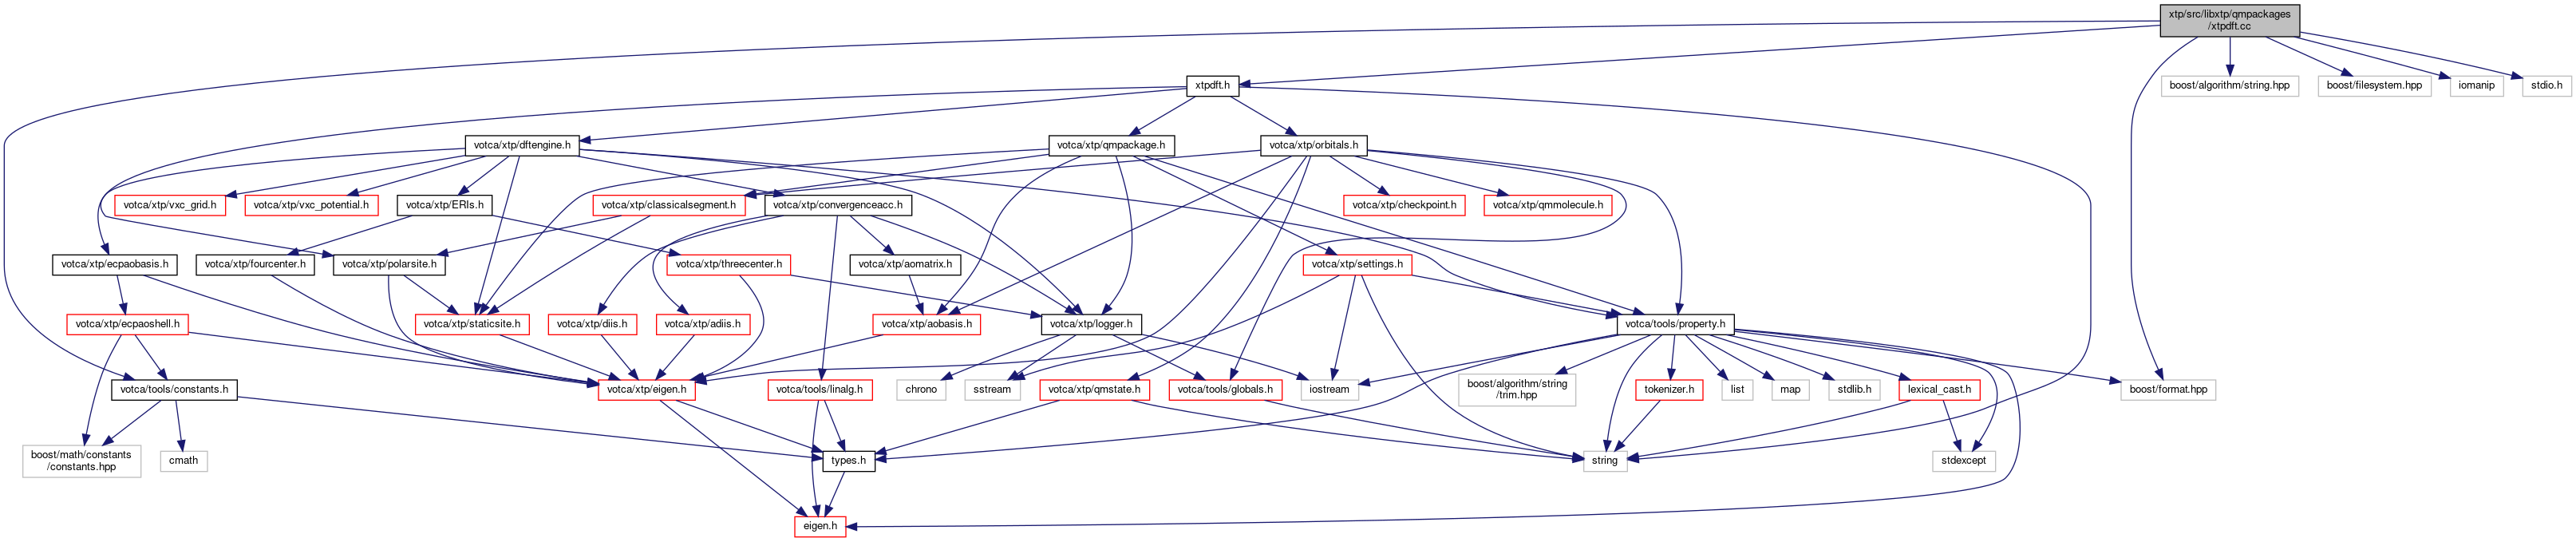 xtp/src/libxtp/qmpackages
/xtpdft.cc
xtpdft.h
boost/algorithm/string.hpp
boost/filesystem.hpp
iomanip
stdio.h
votca/xtp/dftengine.h
votca/xtp/qmpackage.h
votca/xtp/orbitals.h
votca/xtp/vxc_grid.h
votca/xtp/vxc_potential.h
votca/xtp/ERIs.h
votca/xtp/classicalsegment.h
votca/xtp/convergenceacc.h
votca/xtp/checkpoint.h
votca/xtp/qmmolecule.h
votca/xtp/ecpaobasis.h
votca/xtp/fourcenter.h
votca/xtp/polarsite.h
votca/xtp/threecenter.h
votca/xtp/aomatrix.h
votca/xtp/settings.h
votca/xtp/ecpaoshell.h
votca/xtp/staticsite.h
votca/xtp/diis.h
votca/xtp/adiis.h
votca/xtp/aobasis.h
votca/xtp/logger.h
votca/tools/property.h
votca/tools/constants.h
votca/xtp/eigen.h
votca/tools/linalg.h
chrono
sstream
votca/xtp/qmstate.h
votca/tools/globals.h
iostream
boost/algorithm/string
/trim.hpp
tokenizer.h
list
map
stdlib.h
lexical_cast.h
boost/format.hpp
boost/math/constants
/constants.hpp
cmath
types.h
string
stdexcept
eigen.h